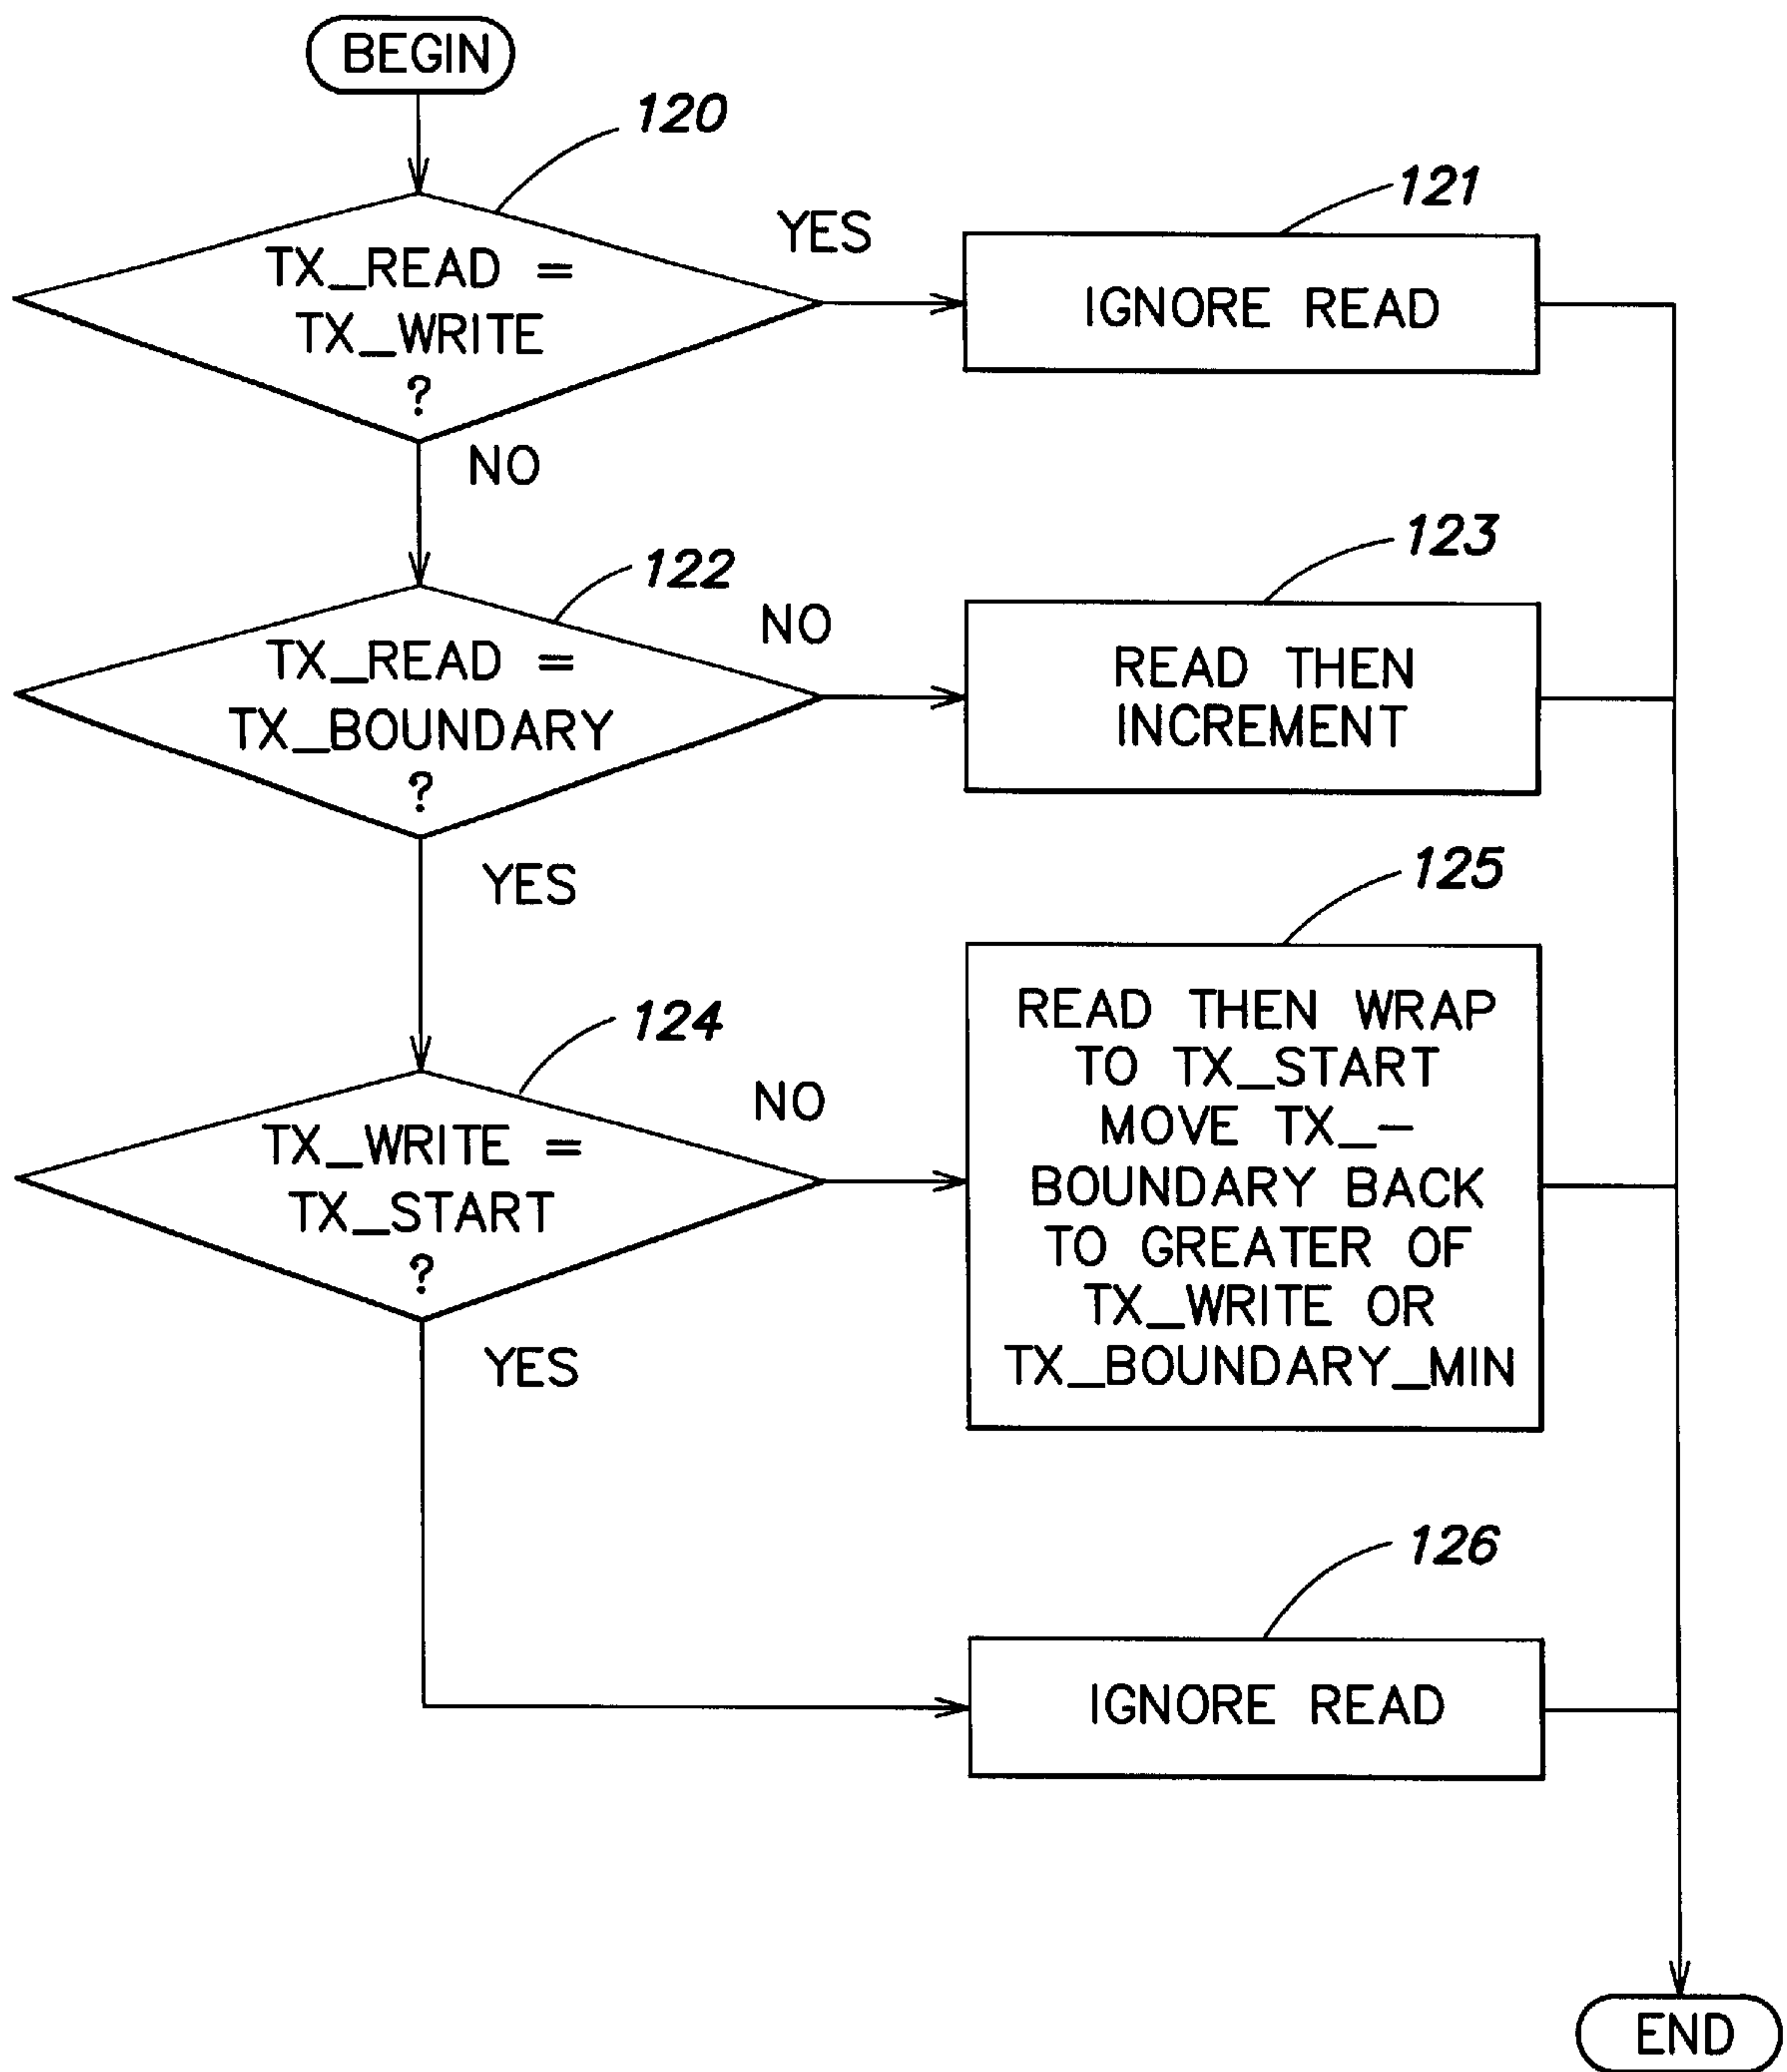 BEGIN
120
TX_READ =
TX_WRITE
?
YES
121
IGNORE READ
NO
122
TX_READ =
TX_BOUNDARY
?
NO
123
READ THEN
INCREMENT
YES
124
TX_WRITE =
TX_START
?
NO
125
READ THEN WRAP
TO TX_START
MOVE TX_-
BOUNDARY BACK
TO GREATER OF
TX_WRITE OR
TX_BOUNDARY_MIN
YES
126
IGNORE READ
END